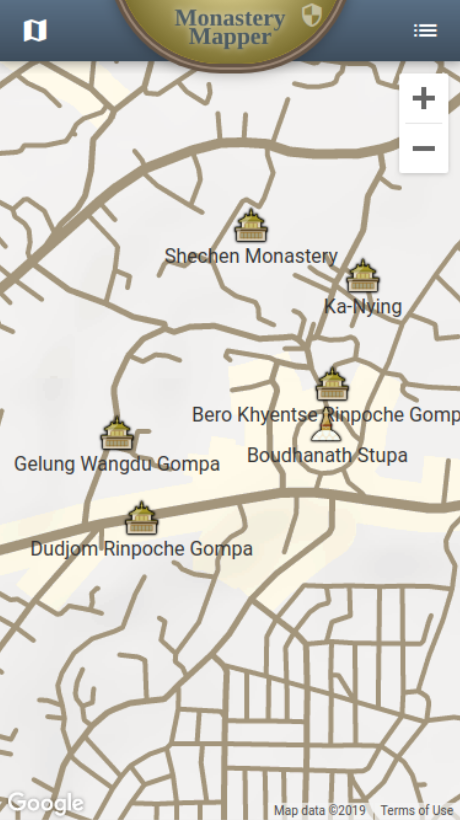 Monastery
Mapper
Shechen Monastery
Ka-Nying
Bero Khyentse Rinpoche Gomp
Boudhanath Stupa
Gelung Wangdu Gompa
Dudjom Rinpoche Gompa
Google
Map data ©2019
Terms of Use